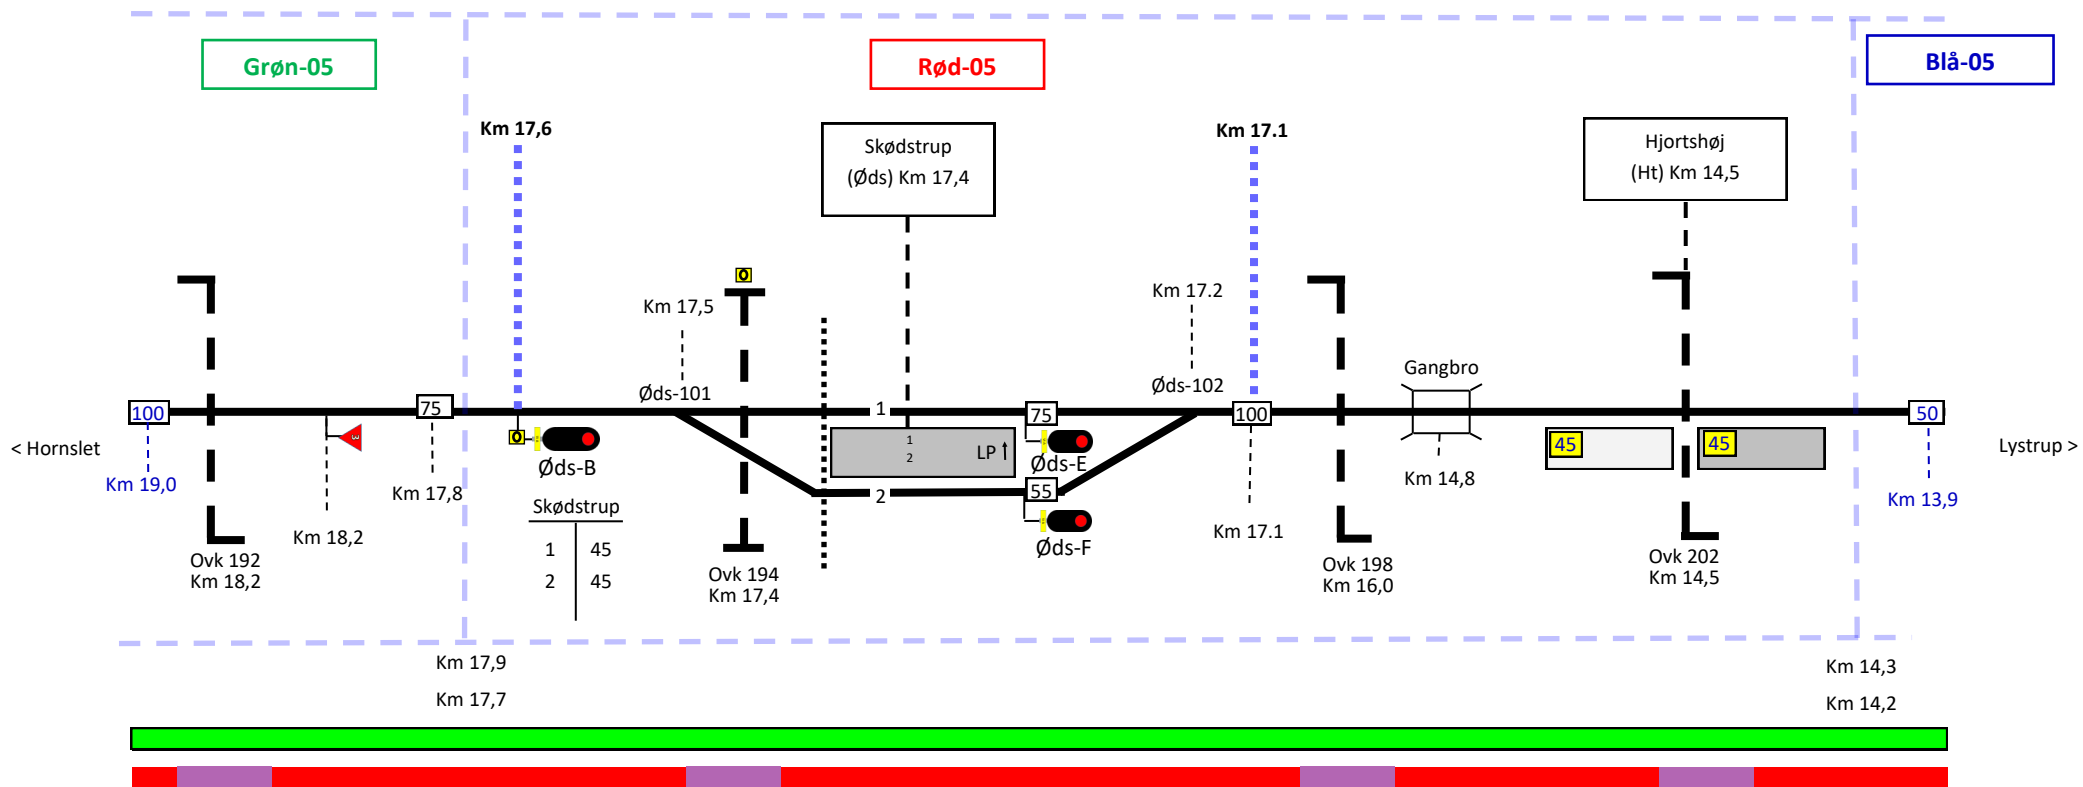 Grøn-05
Rød-05
Blå-05
Km 17,6
Skødstrup
(Øds) Km 17,4
Km 17.1
Hjortshøj
(Ht) Km 14,5
O
Km 17,5
Km 17.2
Øds-101
Øds-102
Gangbro
100
75
1
75
100
50
3
O
Øds-B
1
2
LP
Øds-E
45
45
< Hornslet
Lystrup >
Km 19,0
Km 17,8
Km 18,2
2
55
Øds-F
Km 17.1
Km 14,8
Km 13,9
Skødstrup
1 45
2 45
Ovk 192
Km 18,2
Ovk 194
Km 17,4
Ovk 198
Km 16,0
Ovk 202
Km 14,5
Km 17,9
Km 17,7
Km 14,3
Km 14,2